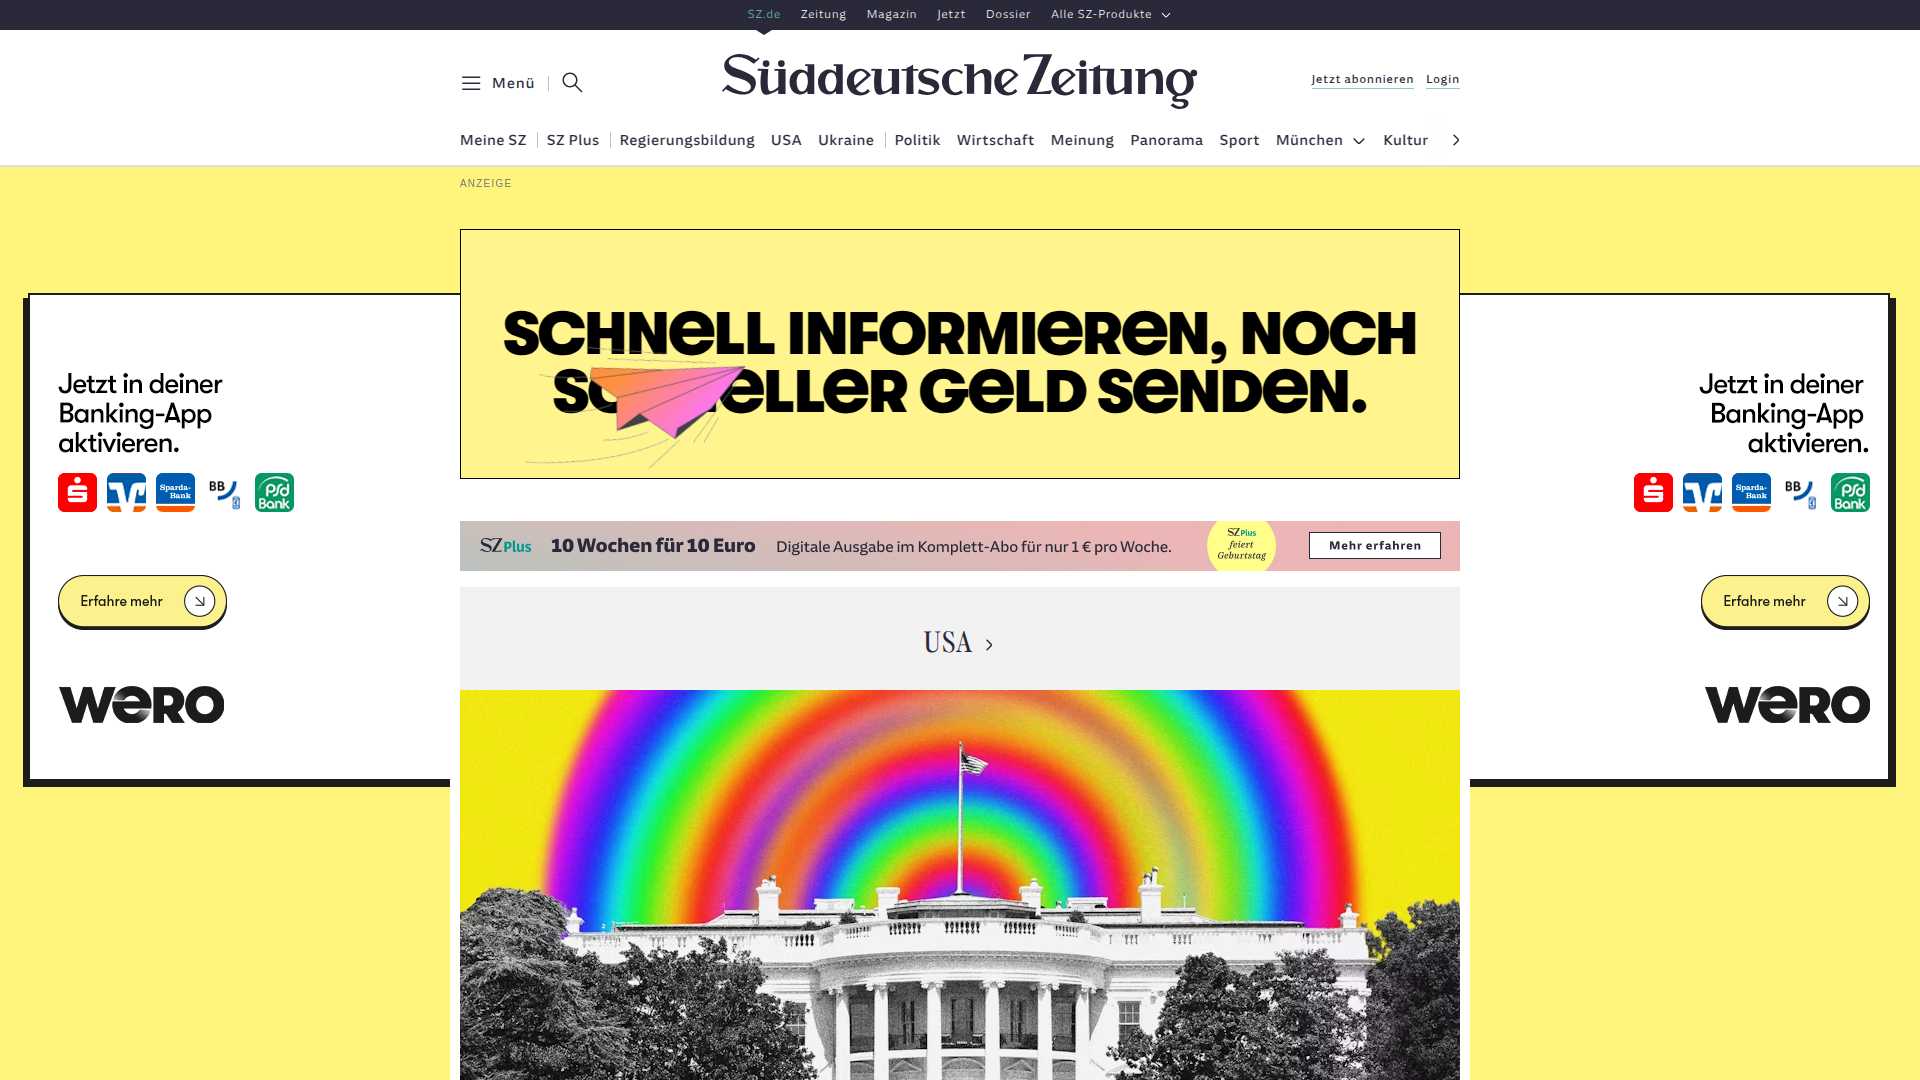 SZ.de Zeitung Magazin Jetzt Dossier Alle SZ-Produkte
Menü
Süddeutsche Zeitung
Jetzt abonnieren Login
Meine SZ SZ Plus Regierungsbildung USA Ukraine Politik Wirtschaft Meinung Panorama Sport München Kultur
ANZEIGE
SCHNELL INFORMIEREN, NOCH
SCHNELLER GELD SENDEN.
Jetzt in deiner
Banking-App
aktivieren.
Sparda-
Bank
BB
psd
Bank
Erfahre mehr
wero
Jetzt in deiner
Banking-App
aktivieren.
Sparda-
Bank
BB
psd
Bank
Erfahre mehr
wero
SZ Plus 10 Wochen für 10 Euro Digitale Ausgabe im Komplett-Abo für nur 1 € pro Woche.
SZ Plus
feiert
Geburtstag
Mehr erfahren
USA